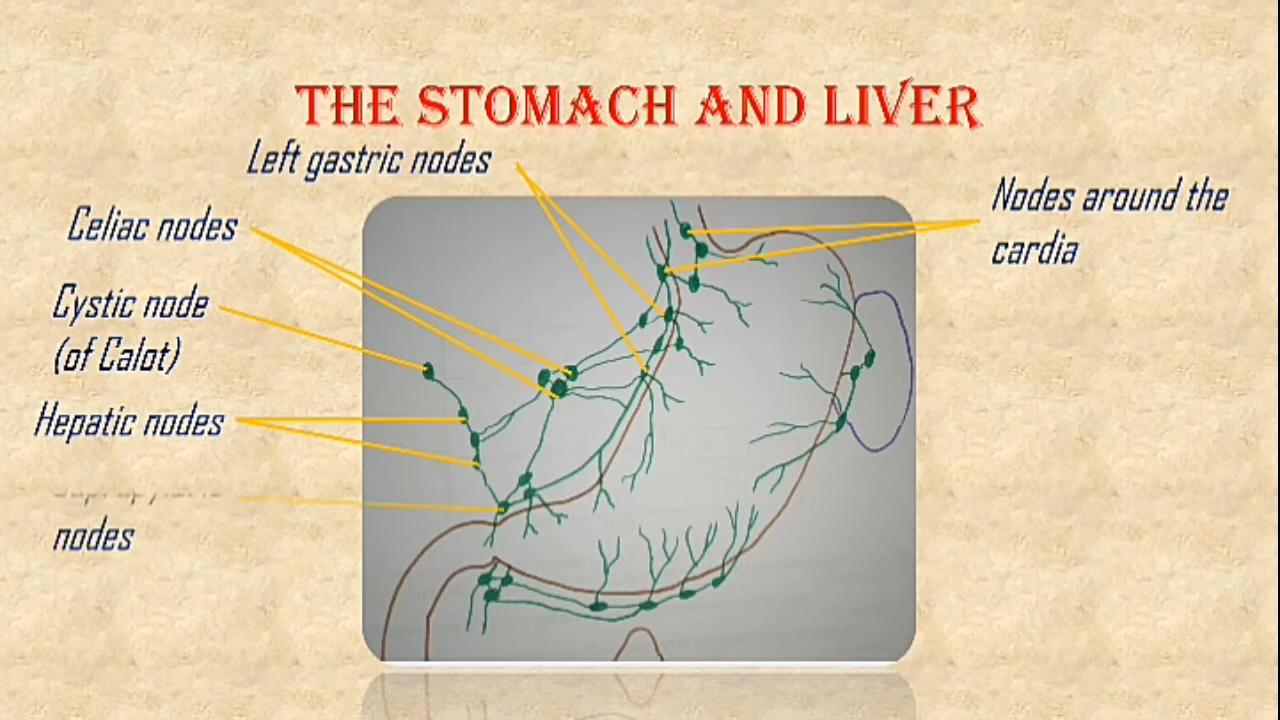 THE STOMACH AND LIVER
Left gastric nodes
Nodes around the
cardia
Celiac nodes
Cystic node
(of Calot)
Hepatic nodes
nodes